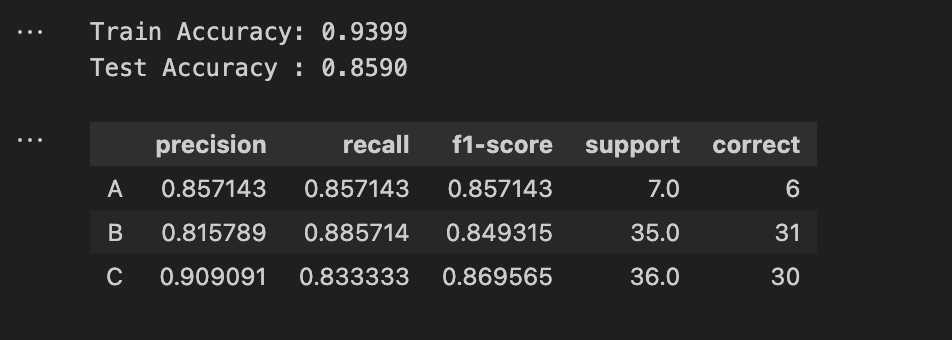 ... Train Accuracy: 0.9399
Test Accuracy : 0.8590
... precision recall f1-score support correct
A 0.857143 0.857143 0.857143 7.0 6
B 0.815789 0.885714 0.849315 35.0 31
C 0.909091 0.833333 0.869565 36.0 30